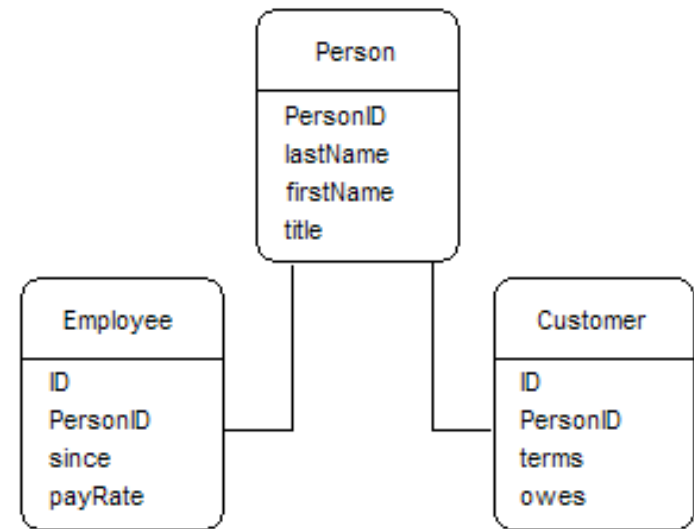 Person
PersonID
lastName
firstName
title
Employee
ID
PersonID
since
payRate
Customer
ID
PersonID
terms
owes